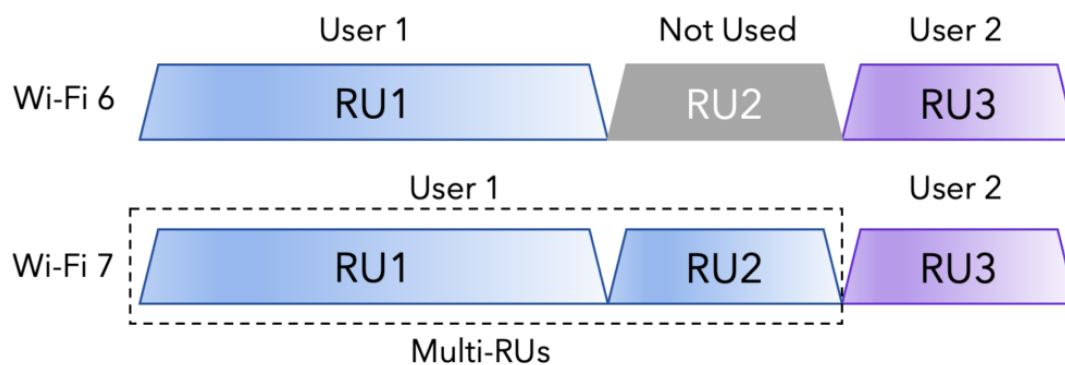 User 1 Not Used User 2
Wi-Fi 6 RU1 RU2 RU3
User 1 User 2
Wi-Fi 7 RU1 RU2 RU3
Multi-RUs